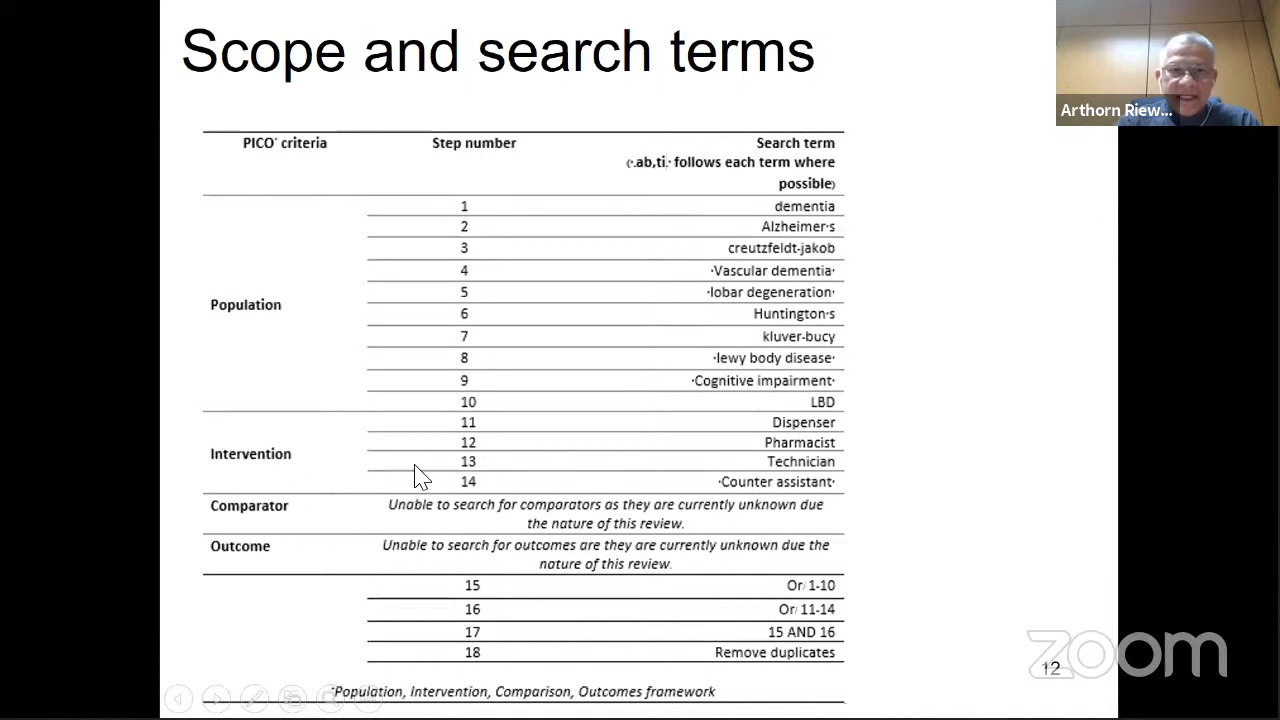 Scope and search terms
Arthorn Riew...
PICO* criteria Step number Search term
(‘.ab,ti.’ follows each term where
possible)
Population
1 dementia
2 Alzheimer's
3 creutzfeldt-jakob
4 'Vascular dementia'
5 'lobar degeneration'
6 Huntington's
7 kluver-bucy
8 'lewy body disease'
9 'Cognitive impairment'
10 LBD
Intervention
11 Dispenser
12 Pharmacist
13 Technician
14 'Counter assistant'
Comparator Unable to search for comparators as they are currently unknown due
the nature of this review.
Outcome Unable to search for outcomes are they are currently unknown due the
nature of this review.
15 Or/ 1-10
16 Or/ 11-14
17 15 AND 16
18 Remove duplicates
*Population, Intervention, Comparison, Outcomes framework
12
zoom